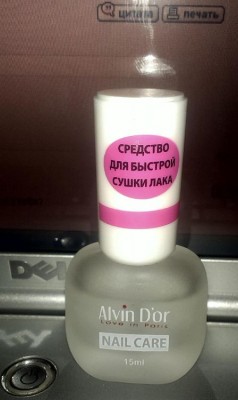 цитата печать
СРЕДСТВО
ДЛЯ БЫСТРОЙ
СУШКИ ЛАКА
DELL
Alvin D'or
Love in Paris
NAIL CARE
15ml